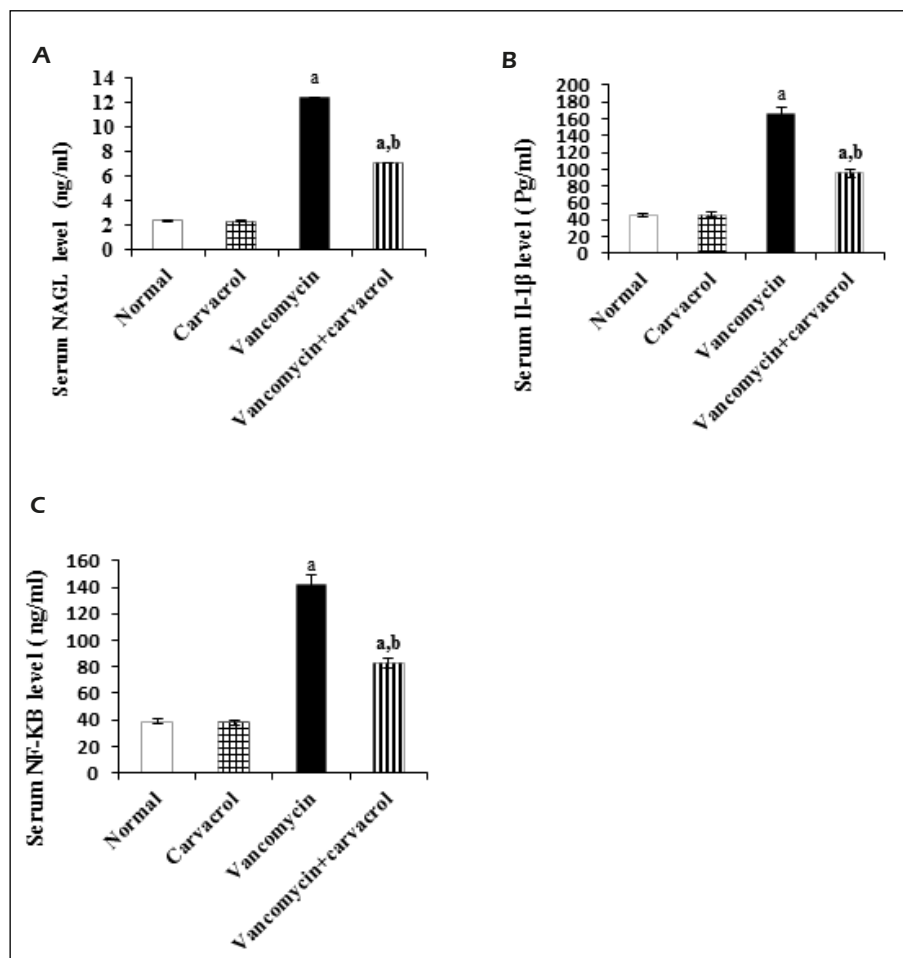 A
Serum NAGL level (ng/ml)
14
12
10
8
6
4
2
0
a
a,b
Normal
Carvacrol
Vancomycin
Vancomycin+carvacrol
B
Serum Il-1β level ( Pg/ml)
200
180
160
140
120
100
80
60
40
20
0
a
a,b
Normal
Carvacrol
Vancomycin
Vancomycin+carvacrol
C
Serum NF-KB level ( ng/ml)
160
140
120
100
80
60
40
20
0
a
a,b
Normal
Carvacrol
Vancomycin
Vancomycin+carvacrol